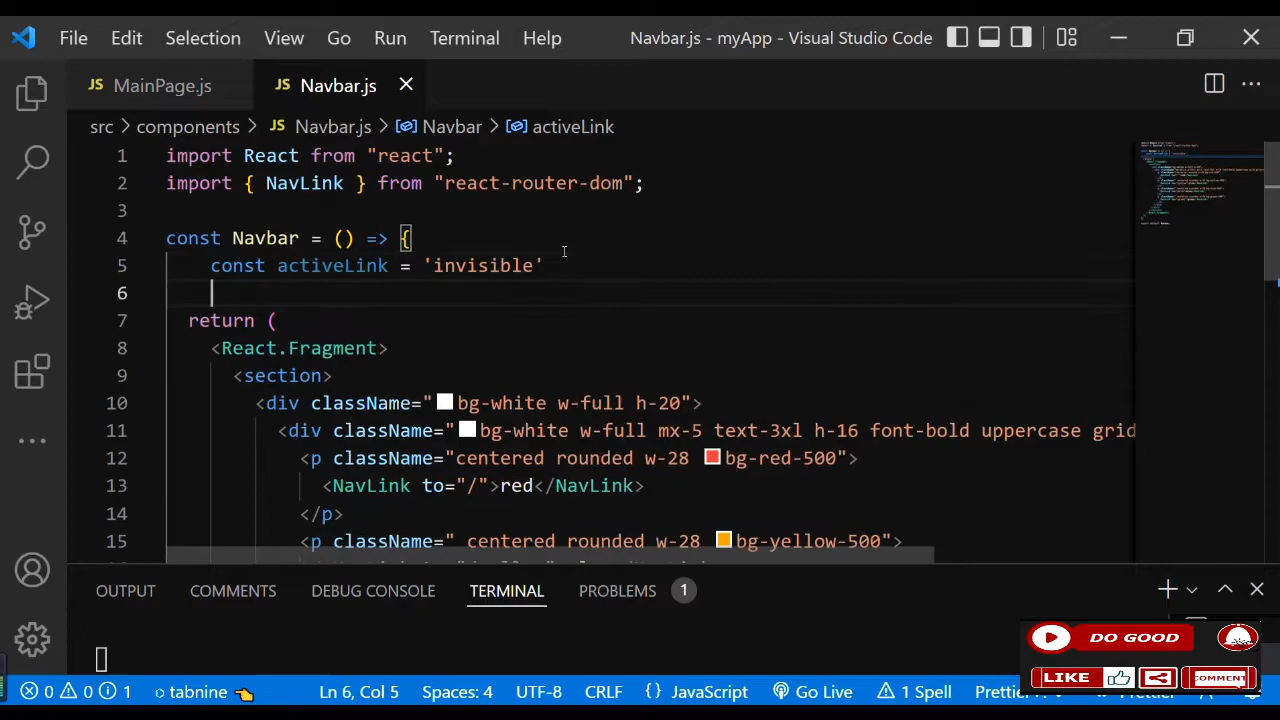 File Edit Selection View Go Run Terminal Help Navbar.js - myApp - Visual Studio Code
JS MainPage.js JS Navbar.js
src > components > JS Navbar.js > Navbar > activeLink
1 import React from "react";
2 import { NavLink } from "react-router-dom";
3
4 const Navbar = () => {
5 const activeLink = 'invisible'
6
7 return (
8 <React.Fragment>
9 <section>
10 <div className="bg-white w-full h-20">
11 <div className="bg-white w-full mx-5 text-3xl h-16 font-bold uppercase grid
12 <p className="centered rounded w-28 bg-red-500">
13 <NavLink to="/">red</NavLink>
14 </p>
15 <p className=" centered rounded w-28 bg-yellow-500">
OUTPUT COMMENTS DEBUG CONSOLE TERMINAL PROBLEMS 1
DO GOOD
LIKE COMMENT
0 0 1 tabnine Ln 6, Col 5 Spaces: 4 UTF-8 CRLF {} JavaScript Go Live 1 Spell